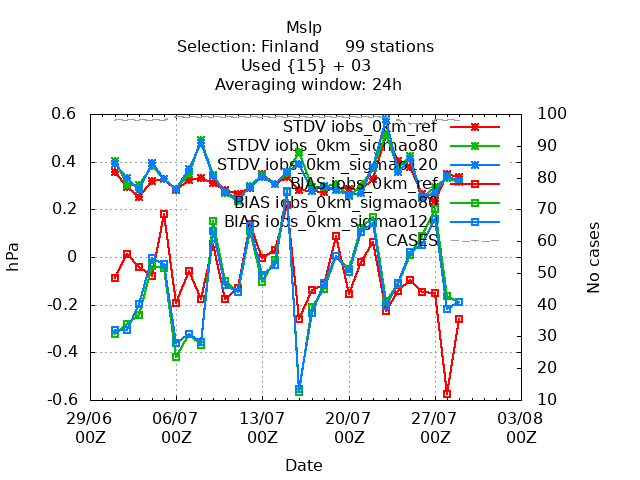 Mslp
Selection: Finland     99 stations
Used {15} + 03
Averaging window: 24h
0.6
0.4
0.2
0
-0.2
-0.4
-0.6
hPa
100
90
80
70
60
50
40
30
20
10
No cases
STDV iobs_0km_ref
STDV iobs_0km_sigmao80
STDV iobs_0km_sigmao120
BIAS iobs_0km_ref
BIAS iobs_0km_sigmao80
BIAS iobs_0km_sigmao120
CASES
29/06 06/07 13/07 20/07 27/07 03/08
00Z 00Z 00Z 00Z 00Z 00Z
Date